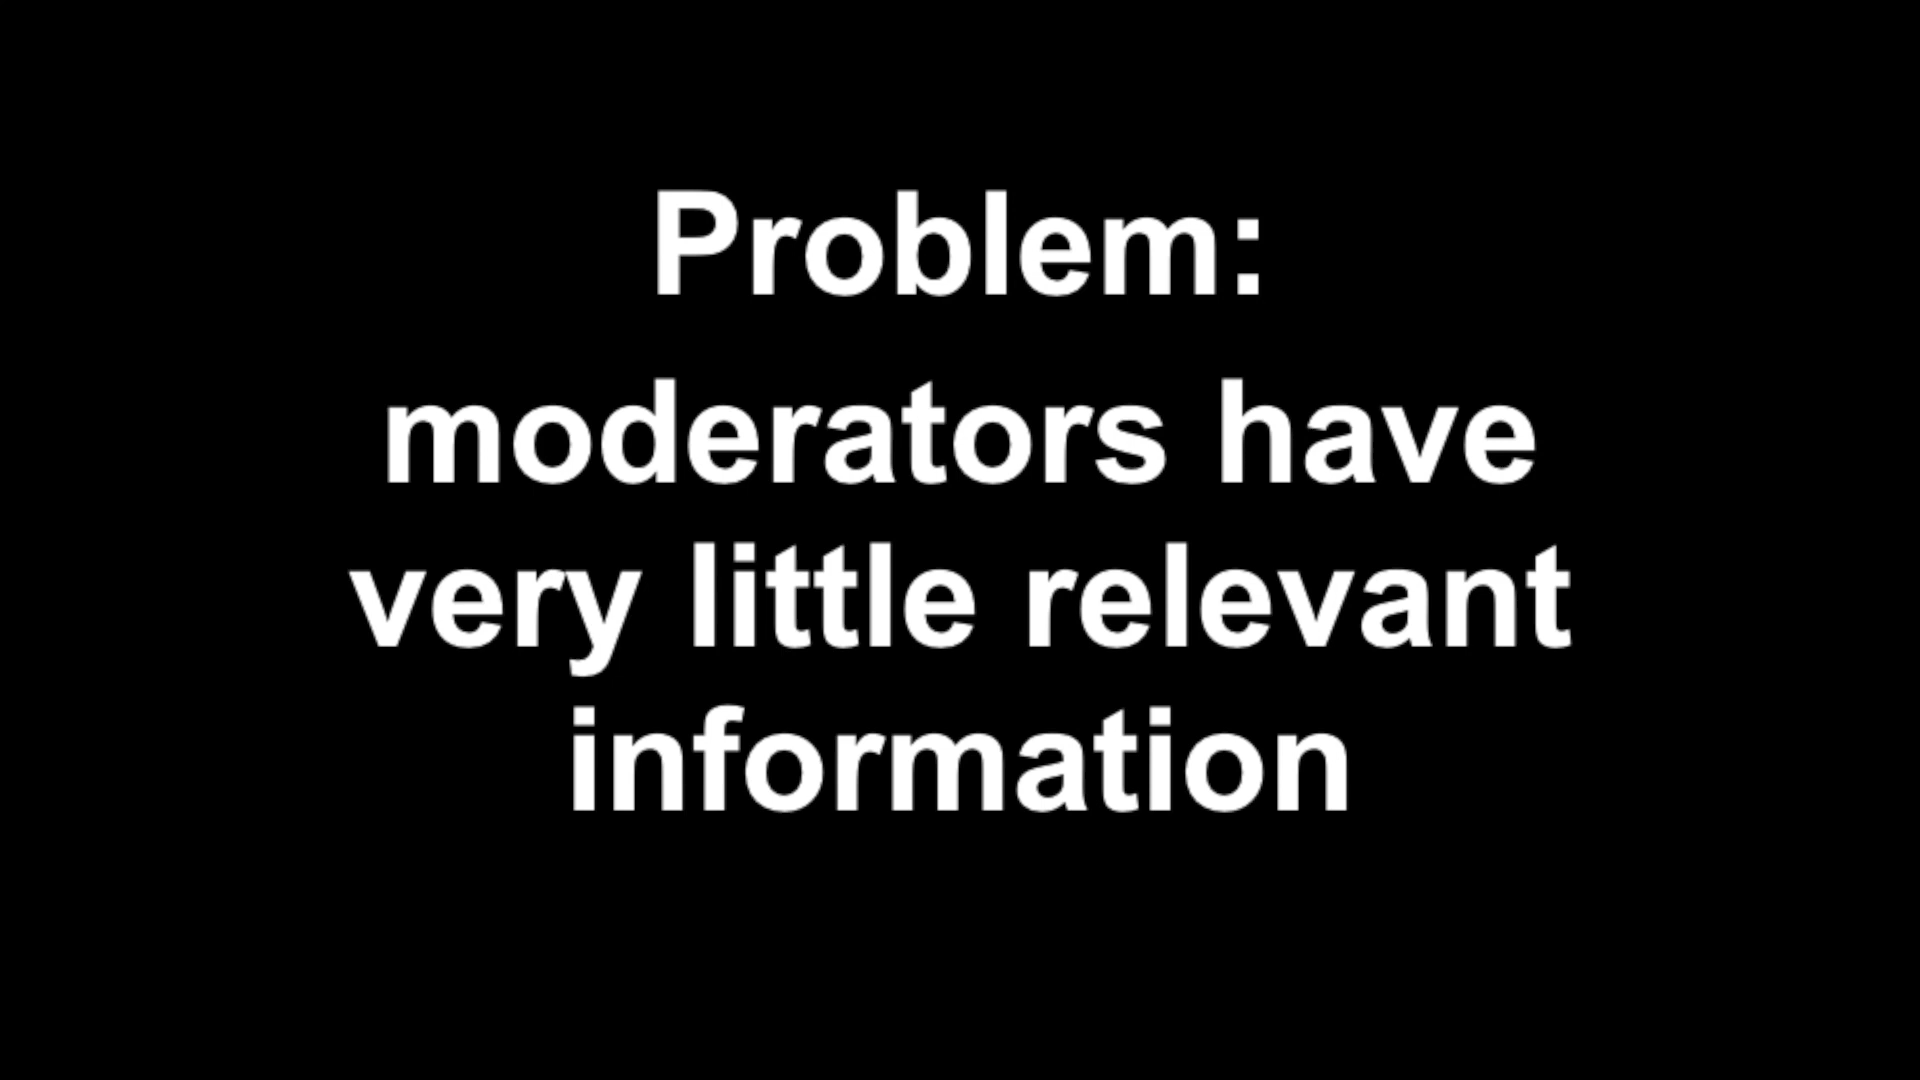 Problem:
moderators have
very little relevant
information